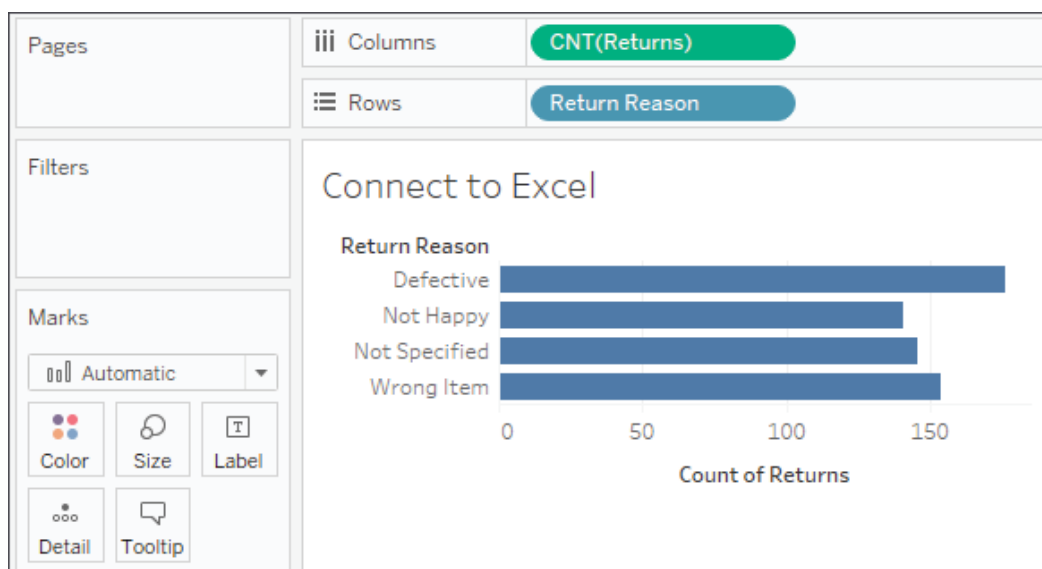 Pages
Columns
CNT(Returns)
Rows
Return Reason
Filters
Connect to Excel
Return Reason
Defective
Not Happy
Not Specified
Wrong Item
0 50 100 150
Count of Returns
Marks
Automatic
Color Size T Label
Detail Tooltip